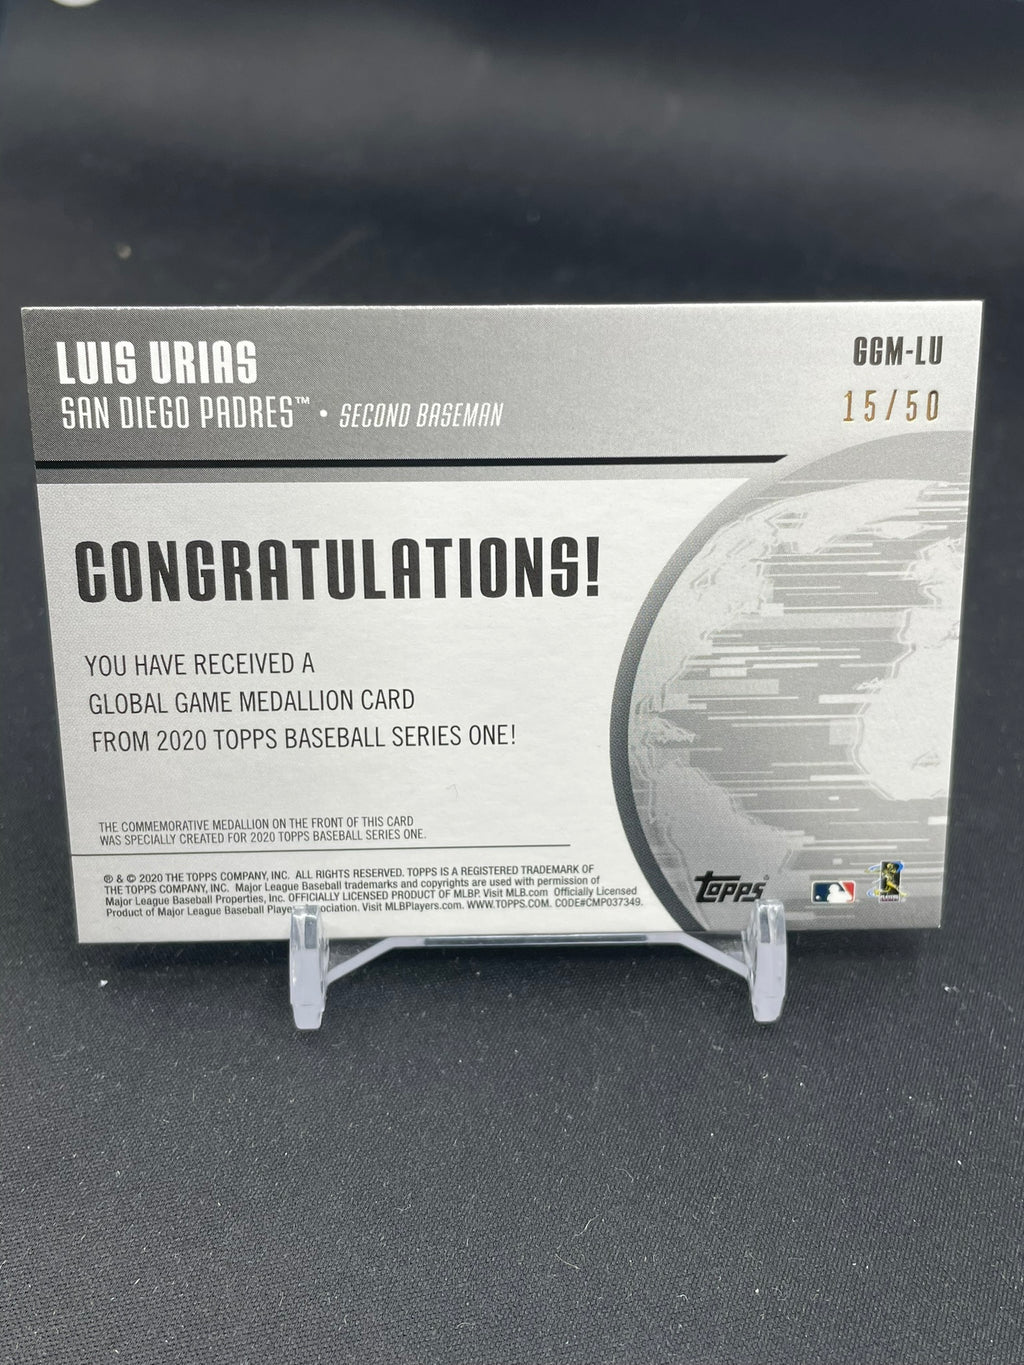 LUIS URIAS
SAN DIEGO PADRES™ • SECOND BASEMAN
GGM-LU
15/50
CONGRATULATIONS!
YOU HAVE RECEIVED A
GLOBAL GAME MEDALLION CARD
FROM 2020 TOPPS BASEBALL SERIES ONE!
THE COMMEMORATIVE MEDALLION ON THE FRONT OF THIS CARD
WAS SPECIALLY CREATED FOR 2020 TOPPS BASEBALL SERIES ONE.
® & © 2020 THE TOPPS COMPANY, INC. ALL RIGHTS RESERVED. TOPPS IS A REGISTERED TRADEMARK OF
THE TOPPS COMPANY, INC. Major League Baseball trademarks and copyrights are used with permission of
Major League Baseball Properties, Inc. OFFICIALLY LICENSED PRODUCT OF MLBP. Visit MLB.com Officially Licensed
Product of Major League Baseball Player ociation. Visit MLBPlayers.com. WWW.TOPPS.COM. CODE#CMP037349.
Topps®